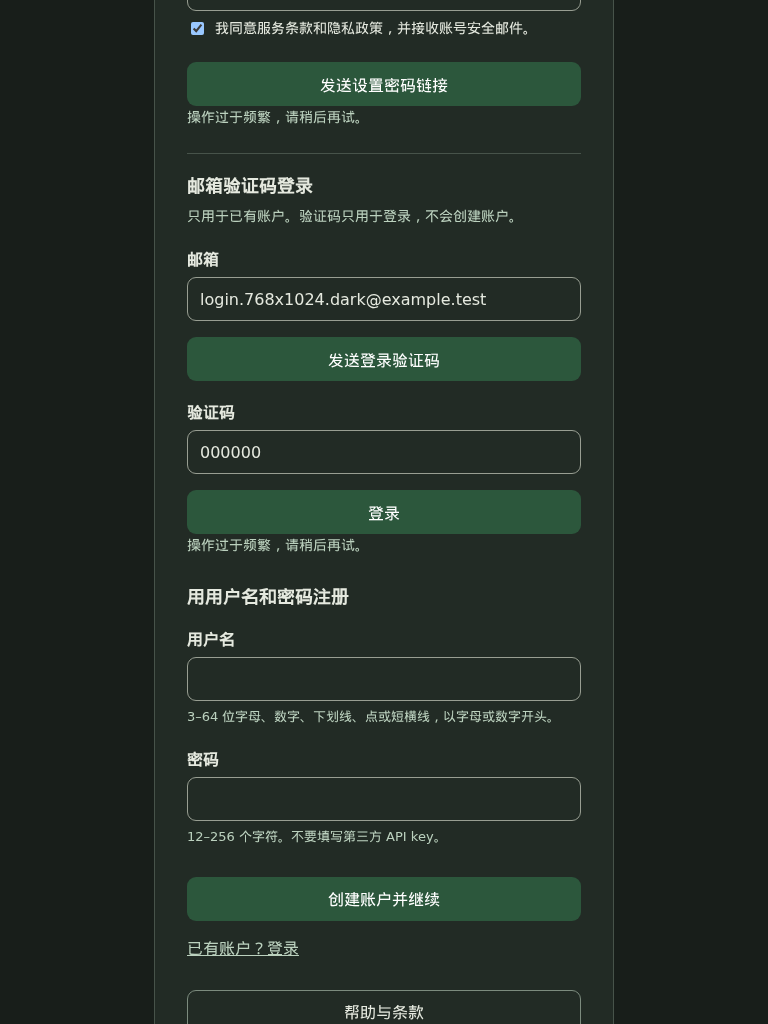 我同意服务条款和隐私政策，并接收账号安全邮件。
发送设置密码链接
操作过于频繁，请稍后再试。
邮箱验证码登录
只用于已有账户。验证码只用于登录，不会创建账户。
邮箱
login.768x1024.dark@example.test
发送登录验证码
验证码
000000
登录
操作过于频繁，请稍后再试。
用用户名和密码注册
用户名
3–64 位字母、数字、下划线、点或短横线，以字母或数字开头。
密码
12–256 个字符。不要填写第三方 API key。
创建账户并继续
已有账户？登录
帮助与条款